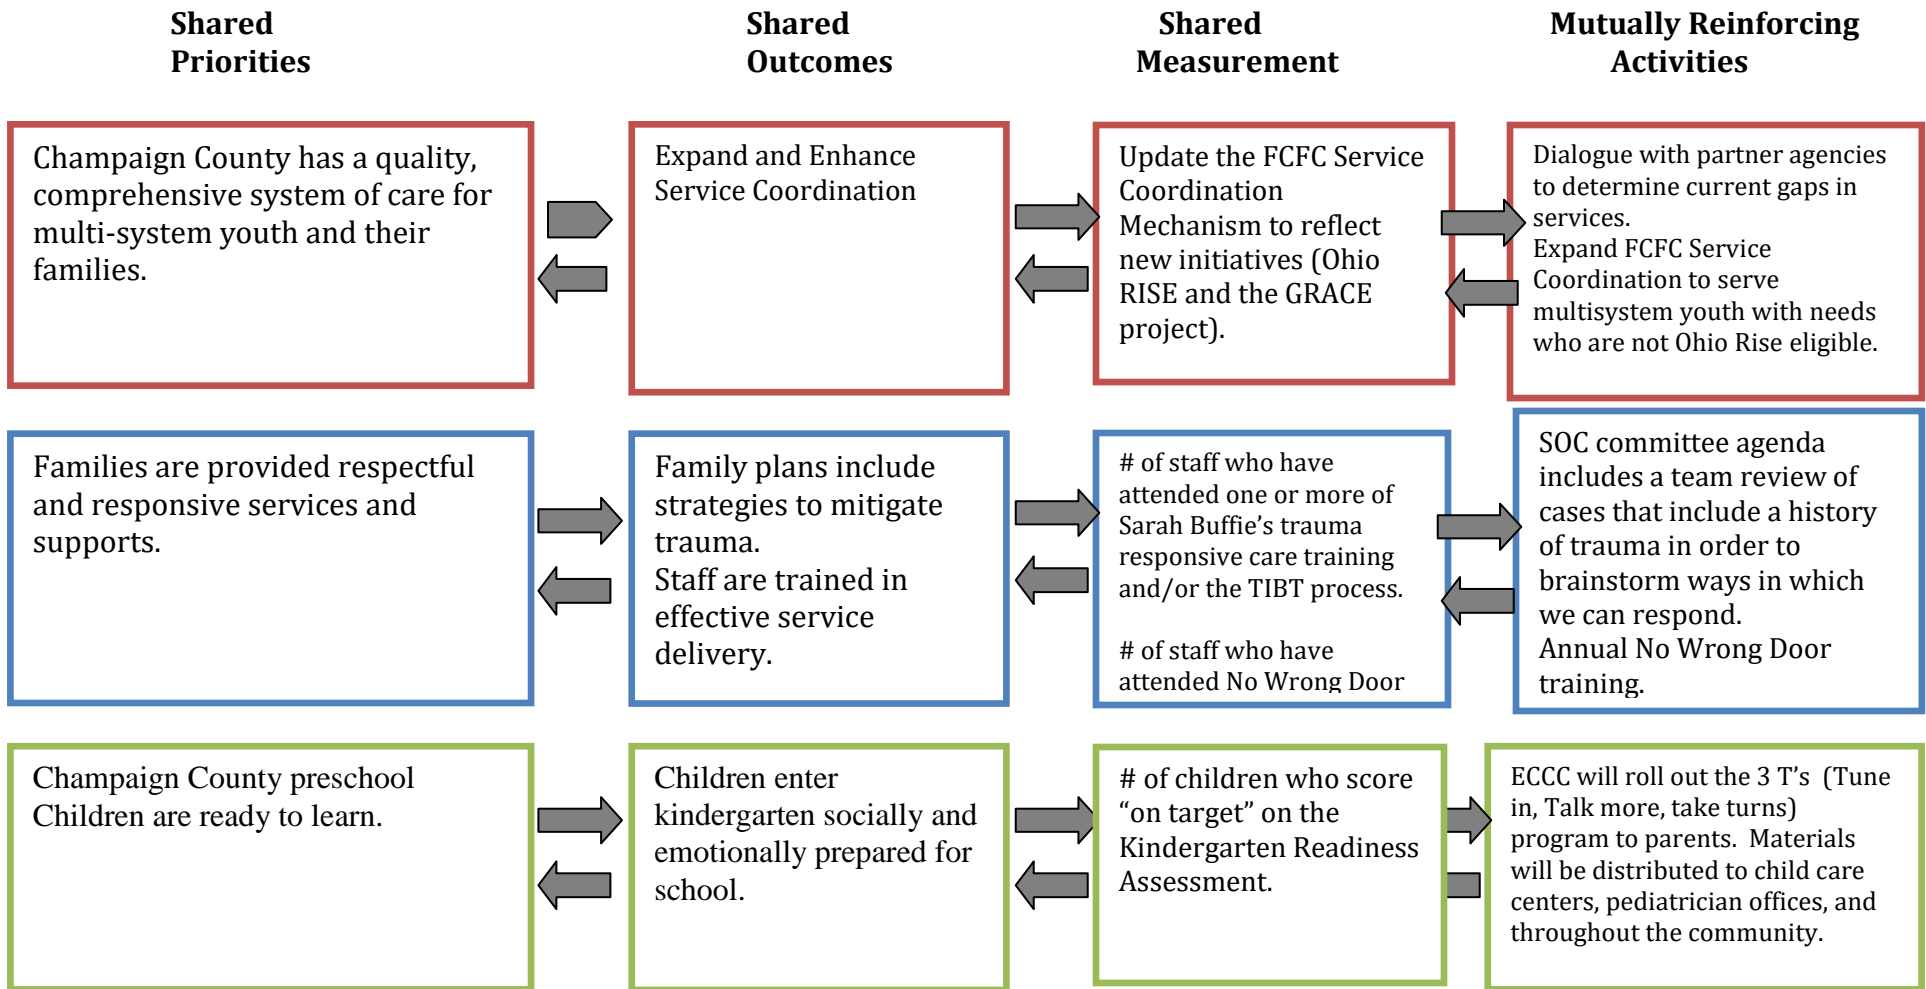 Shared
Priorities
Shared
Outcomes
Shared
Measurement
Mutually Reinforcing
Activities
Champaign County has a quality,
comprehensive system of care for
multi-system youth and their
families.
Expand and Enhance
Service Coordination
Update the FCFC Service
Coordination
Mechanism to reflect
new initiatives (Ohio
RISE and the GRACE
project).
Dialogue with partner agencies
to determine current gaps in
services.
Expand FCFC Service
Coordination to serve
multisystem youth with needs
who are not Ohio Rise eligible.
Families are provided respectful
and responsive services and
supports.
Family plans include
strategies to mitigate
trauma.
Staff are trained in
effective service
delivery.
# of staff who have
attended one or more of
Sarah Buffie’s trauma
responsive care training
and/or the TIBT process.
# of staff who have
attended No Wrong Door
SOC committee agenda
includes a team review of
cases that include a history
of trauma in order to
brainstorm ways in which
we can respond.
Annual No Wrong Door
training.
Champaign County preschool
Children are ready to learn.
Children enter
kindergarten socially and
emotionally prepared for
school.
# of children who score
“on target” on the
Kindergarten Readiness
Assessment.
ECCC will roll out the 3 T’s  (Tune
in, Talk more, take turns)
program to parents.  Materials
will be distributed to child care
centers, pediatrician offices, and
throughout the community.